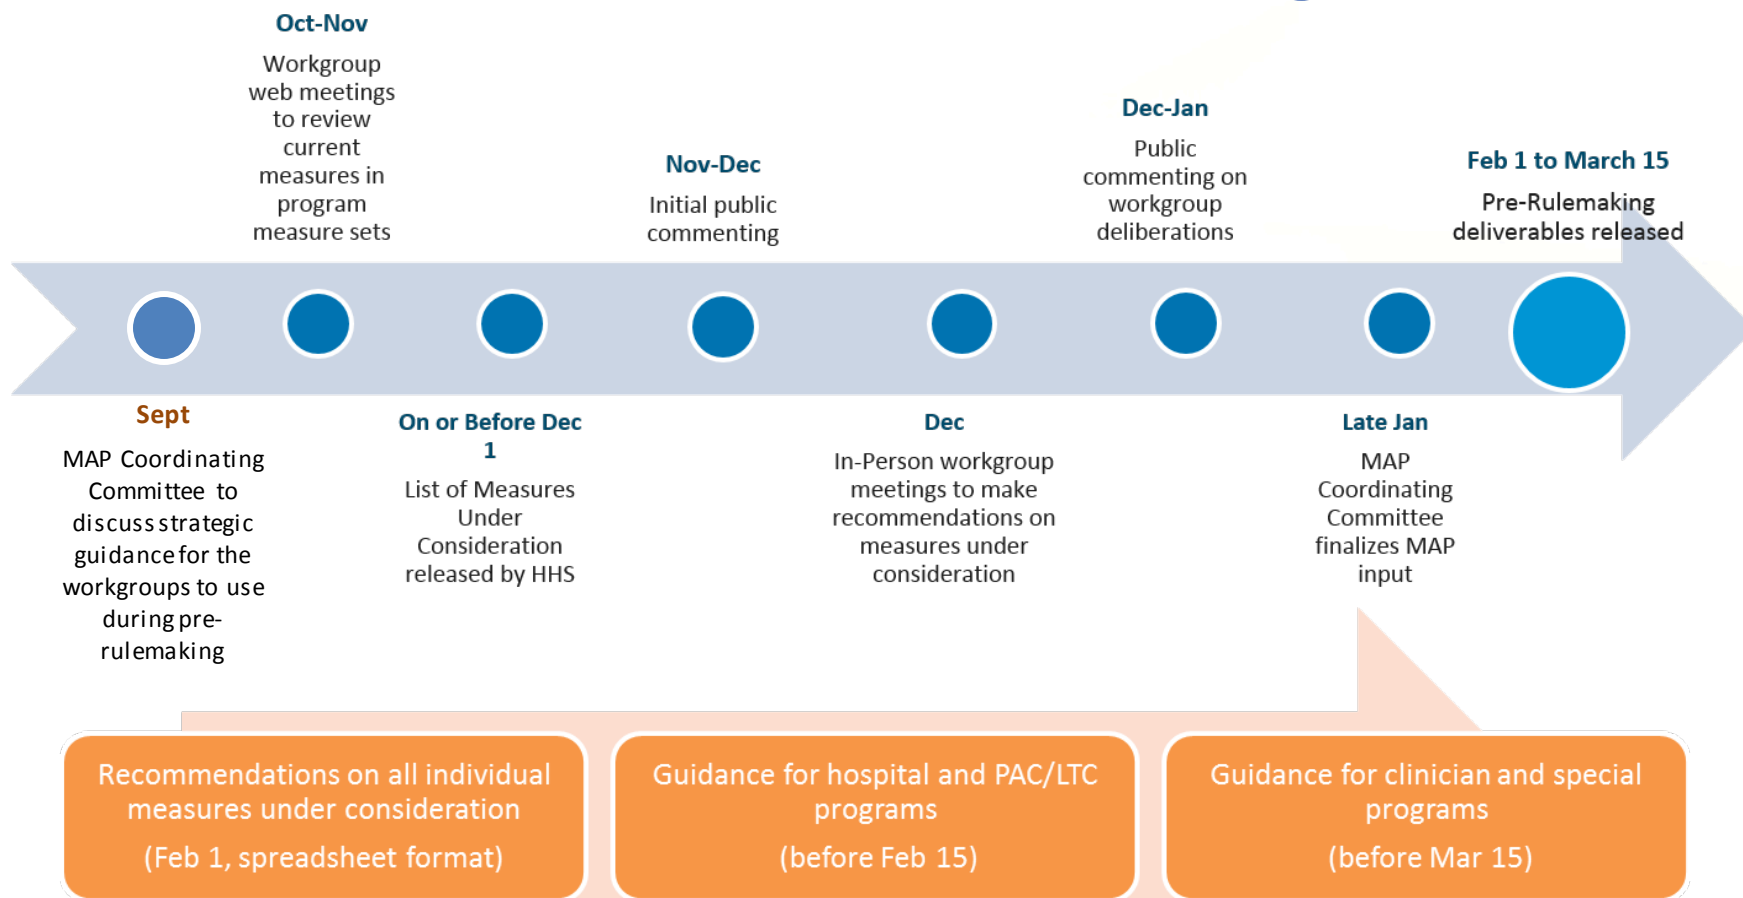 Oct-Nov
Workgroup
web meetings
to review
current
measures in
program
measure sets
Nov-Dec
Initial public
commenting
Dec-Jan
Public
commenting on
workgroup
deliberations
Feb 1 to March 15
Pre-Rulemaking
deliverables released
Sept
MAP Coordinating
Committee to
discuss strategic
guidance for the
workgroups to use
during pre-
rulemaking
On or Before Dec
1
List of Measures
Under
Consideration
released by HHS
Dec
In-Person workgroup
meetings to make
recommendations on
measures under
consideration
Late Jan
MAP
Coordinating
Committee
finalizes MAP
input
Recommendations on all individual
measures under consideration
(Feb 1, spreadsheet format)
Guidance for hospital and PAC/LTC
programs
(before Feb 15)
Guidance for clinician and special
programs
(before Mar 15)